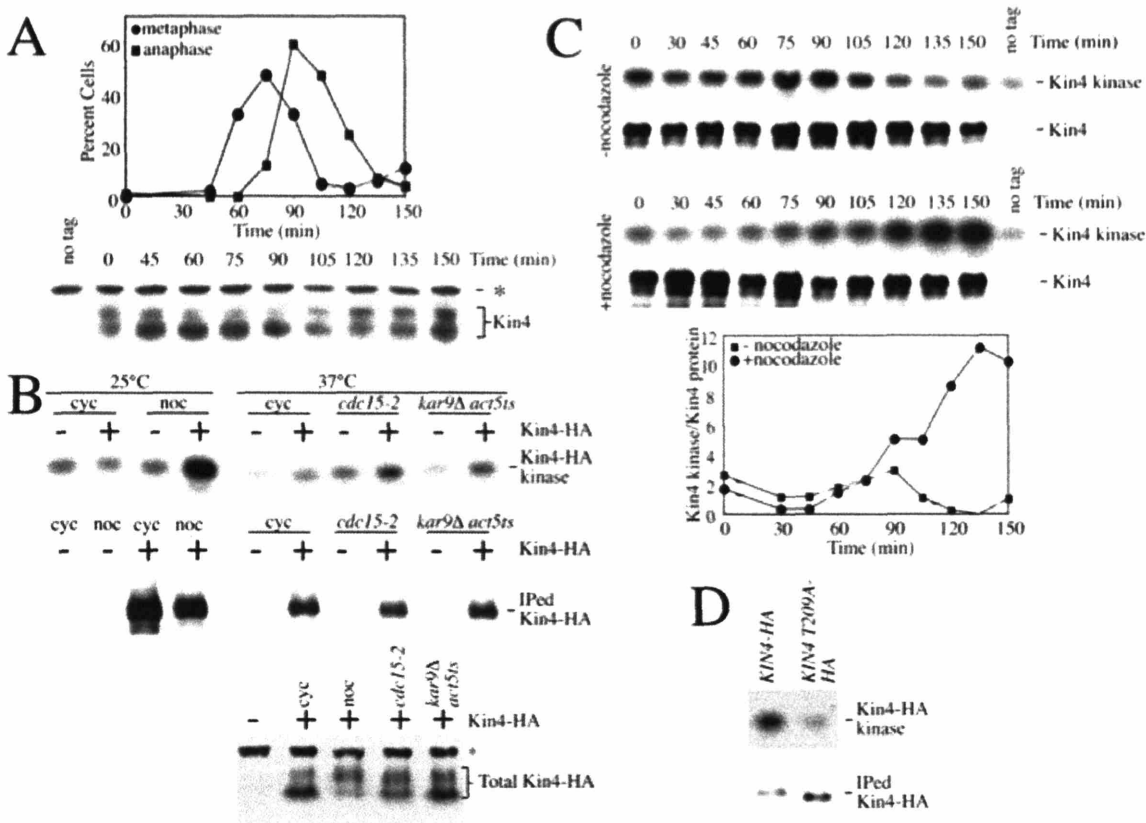 A
metaphase
anaphase
Percent Cells
60
40
20
0
0 30 60 90 120 150
Time (min)
no tag 0 45 60 75 90 105 120 135 150 Time (min)
- *
Kin4
B
25°C 37°C
cyc noc cyc cdc15-2 kar9Δ act5ts
- + - + - + - + - + Kin4-HA
- Kin4-HA kinase
cyc noc cyc noc cyc cdc15-2 kar9Δ act5ts
- - + + - + - + - + Kin4-HA
- IPed Kin4-HA
cyc noc cdc15-2 kar9Δ act5ts
- + + + + Kin4-HA
*
Total Kin4-HA
C
-nocodazole
0 30 45 60 75 90 105 120 135 150 no tag Time (min)
- Kin4 kinase
- Kin4
+nocodazole
0 30 45 60 75 90 105 120 135 150 no tag Time (min)
- Kin4 kinase
- Kin4
- nocodazole
+nocodazole
Kin4 kinase/Kin4 protein
12
10
8
6
4
2
0
0 30 60 90 120 150
Time (min)
D
KIN4-HA
KIN4 T209A-HA
- Kin4-HA kinase
- IPed Kin4-HA